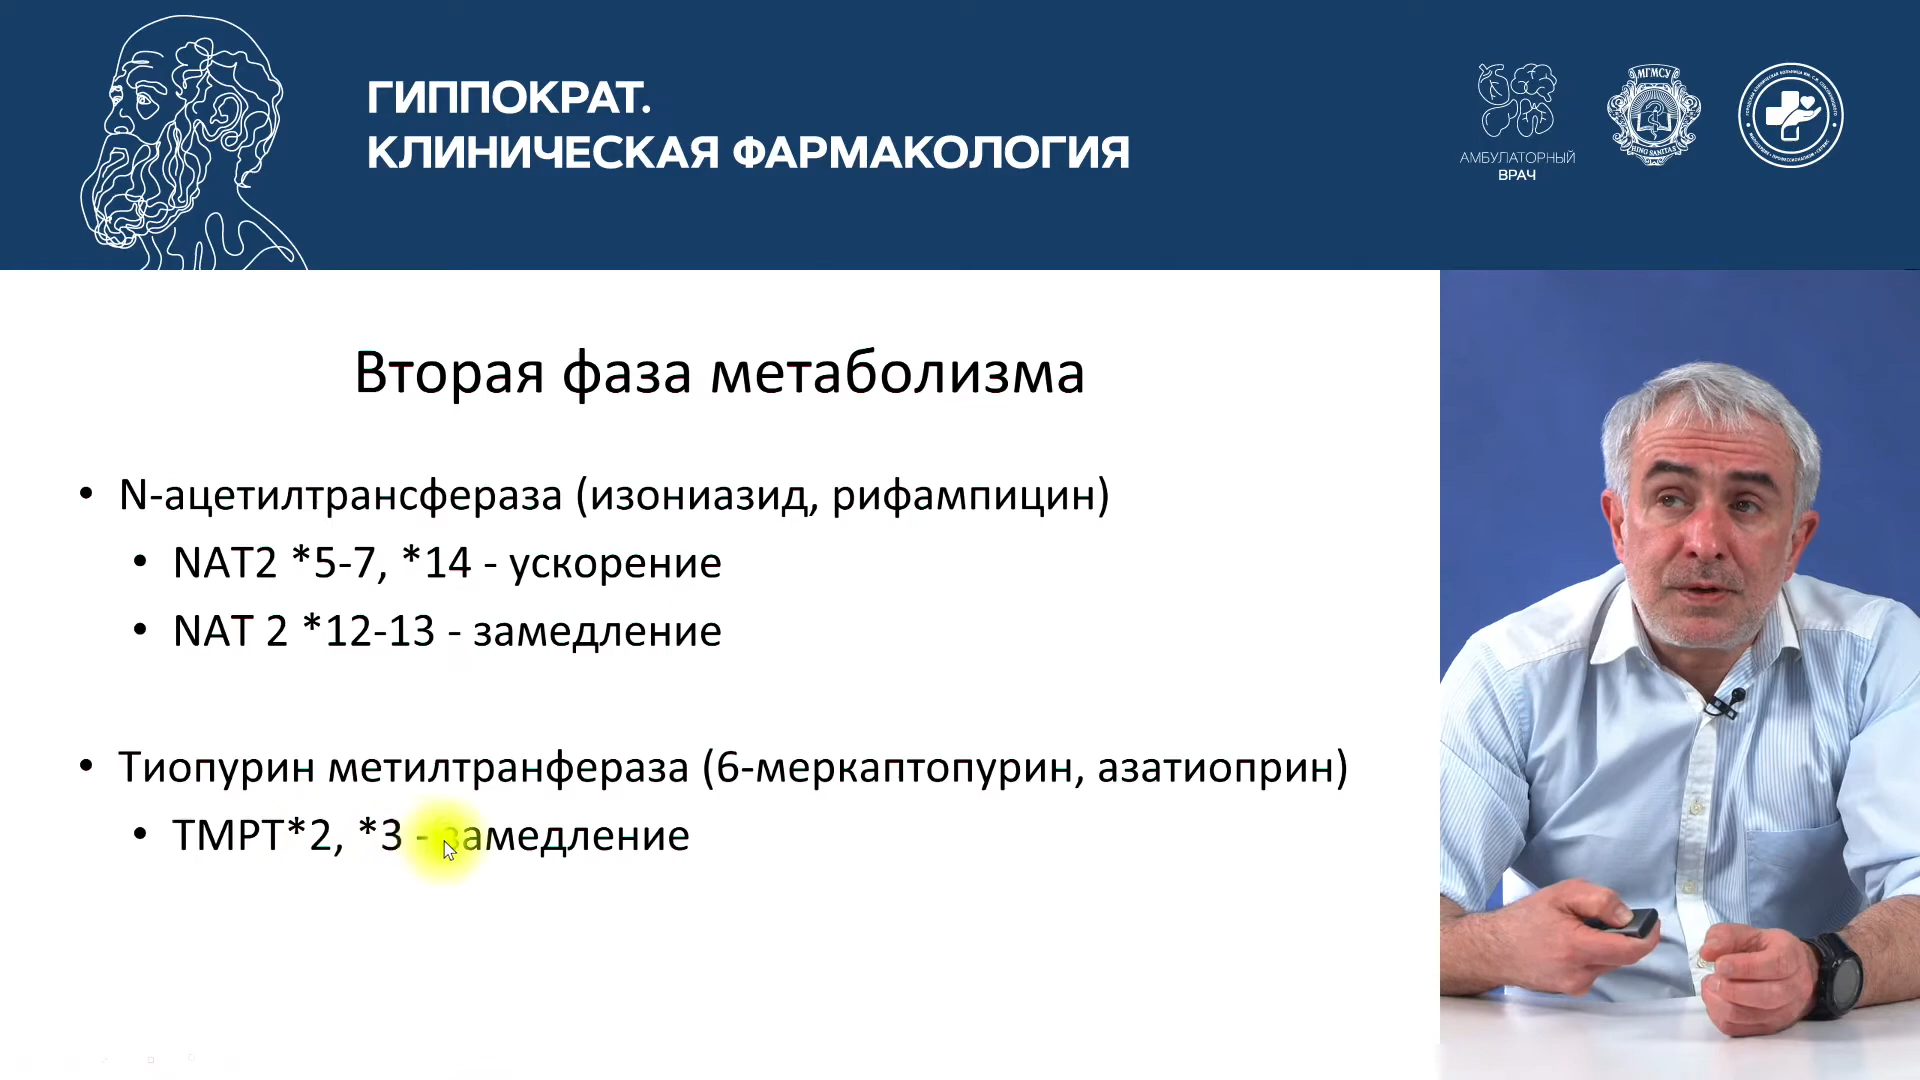 ГИППОКРАТ.
КЛИНИЧЕСКАЯ ФАРМАКОЛОГИЯ
АМБУЛАТОРНЫЙ
ВРАЧ
МГМСУ
Вторая фаза метаболизма
• N-ацетилтрансфераза (изониазид, рифампицин)
• NAT2 *5-7, *14 - ускорение
• NAT 2 *12-13 - замедление
• Тиопурин метилтранфераза (6-меркаптопурин, азатиоприн)
• TMPT*2, *3 - замедление